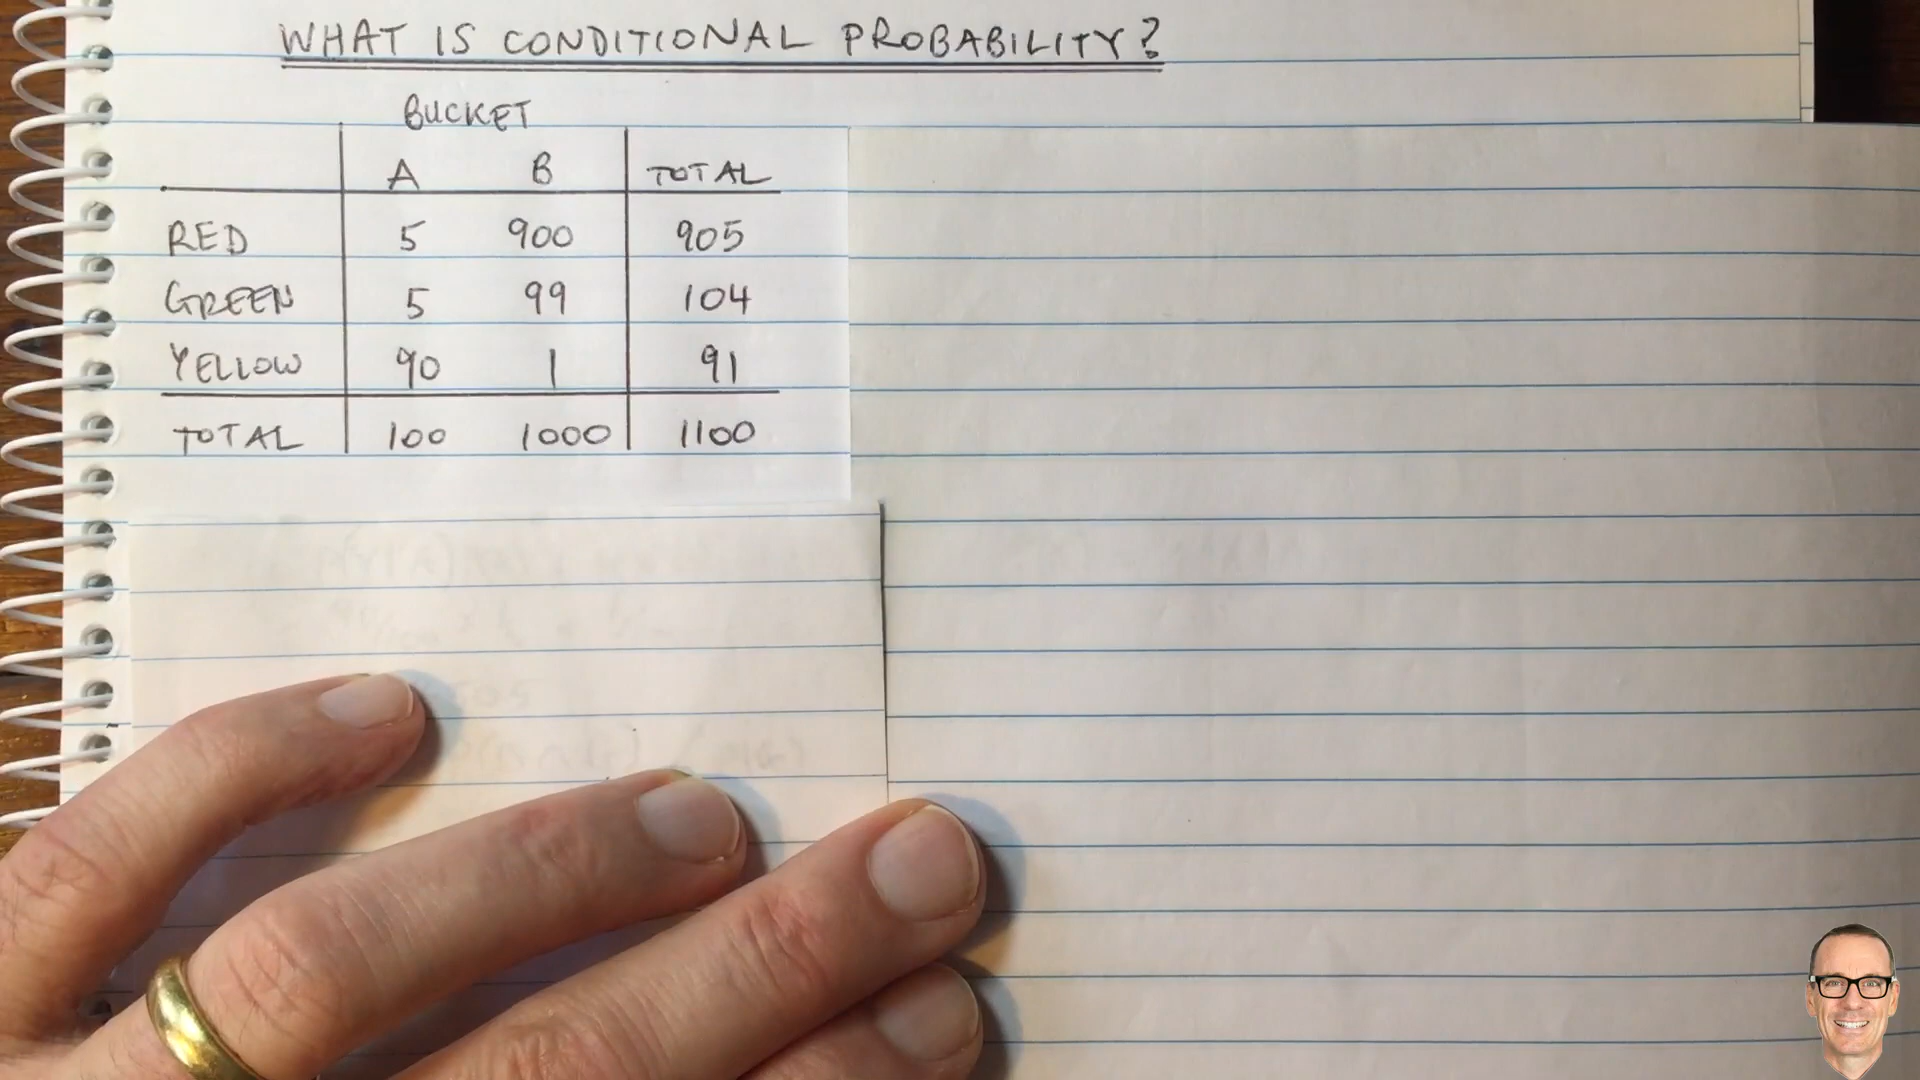 WHAT IS CONDITIONAL PROBABILITY?
BUCKET
A B TOTAL
RED 5 900 905
GREEN 5 99 104
YELLOW 90 1 91
TOTAL 100 1000 1100